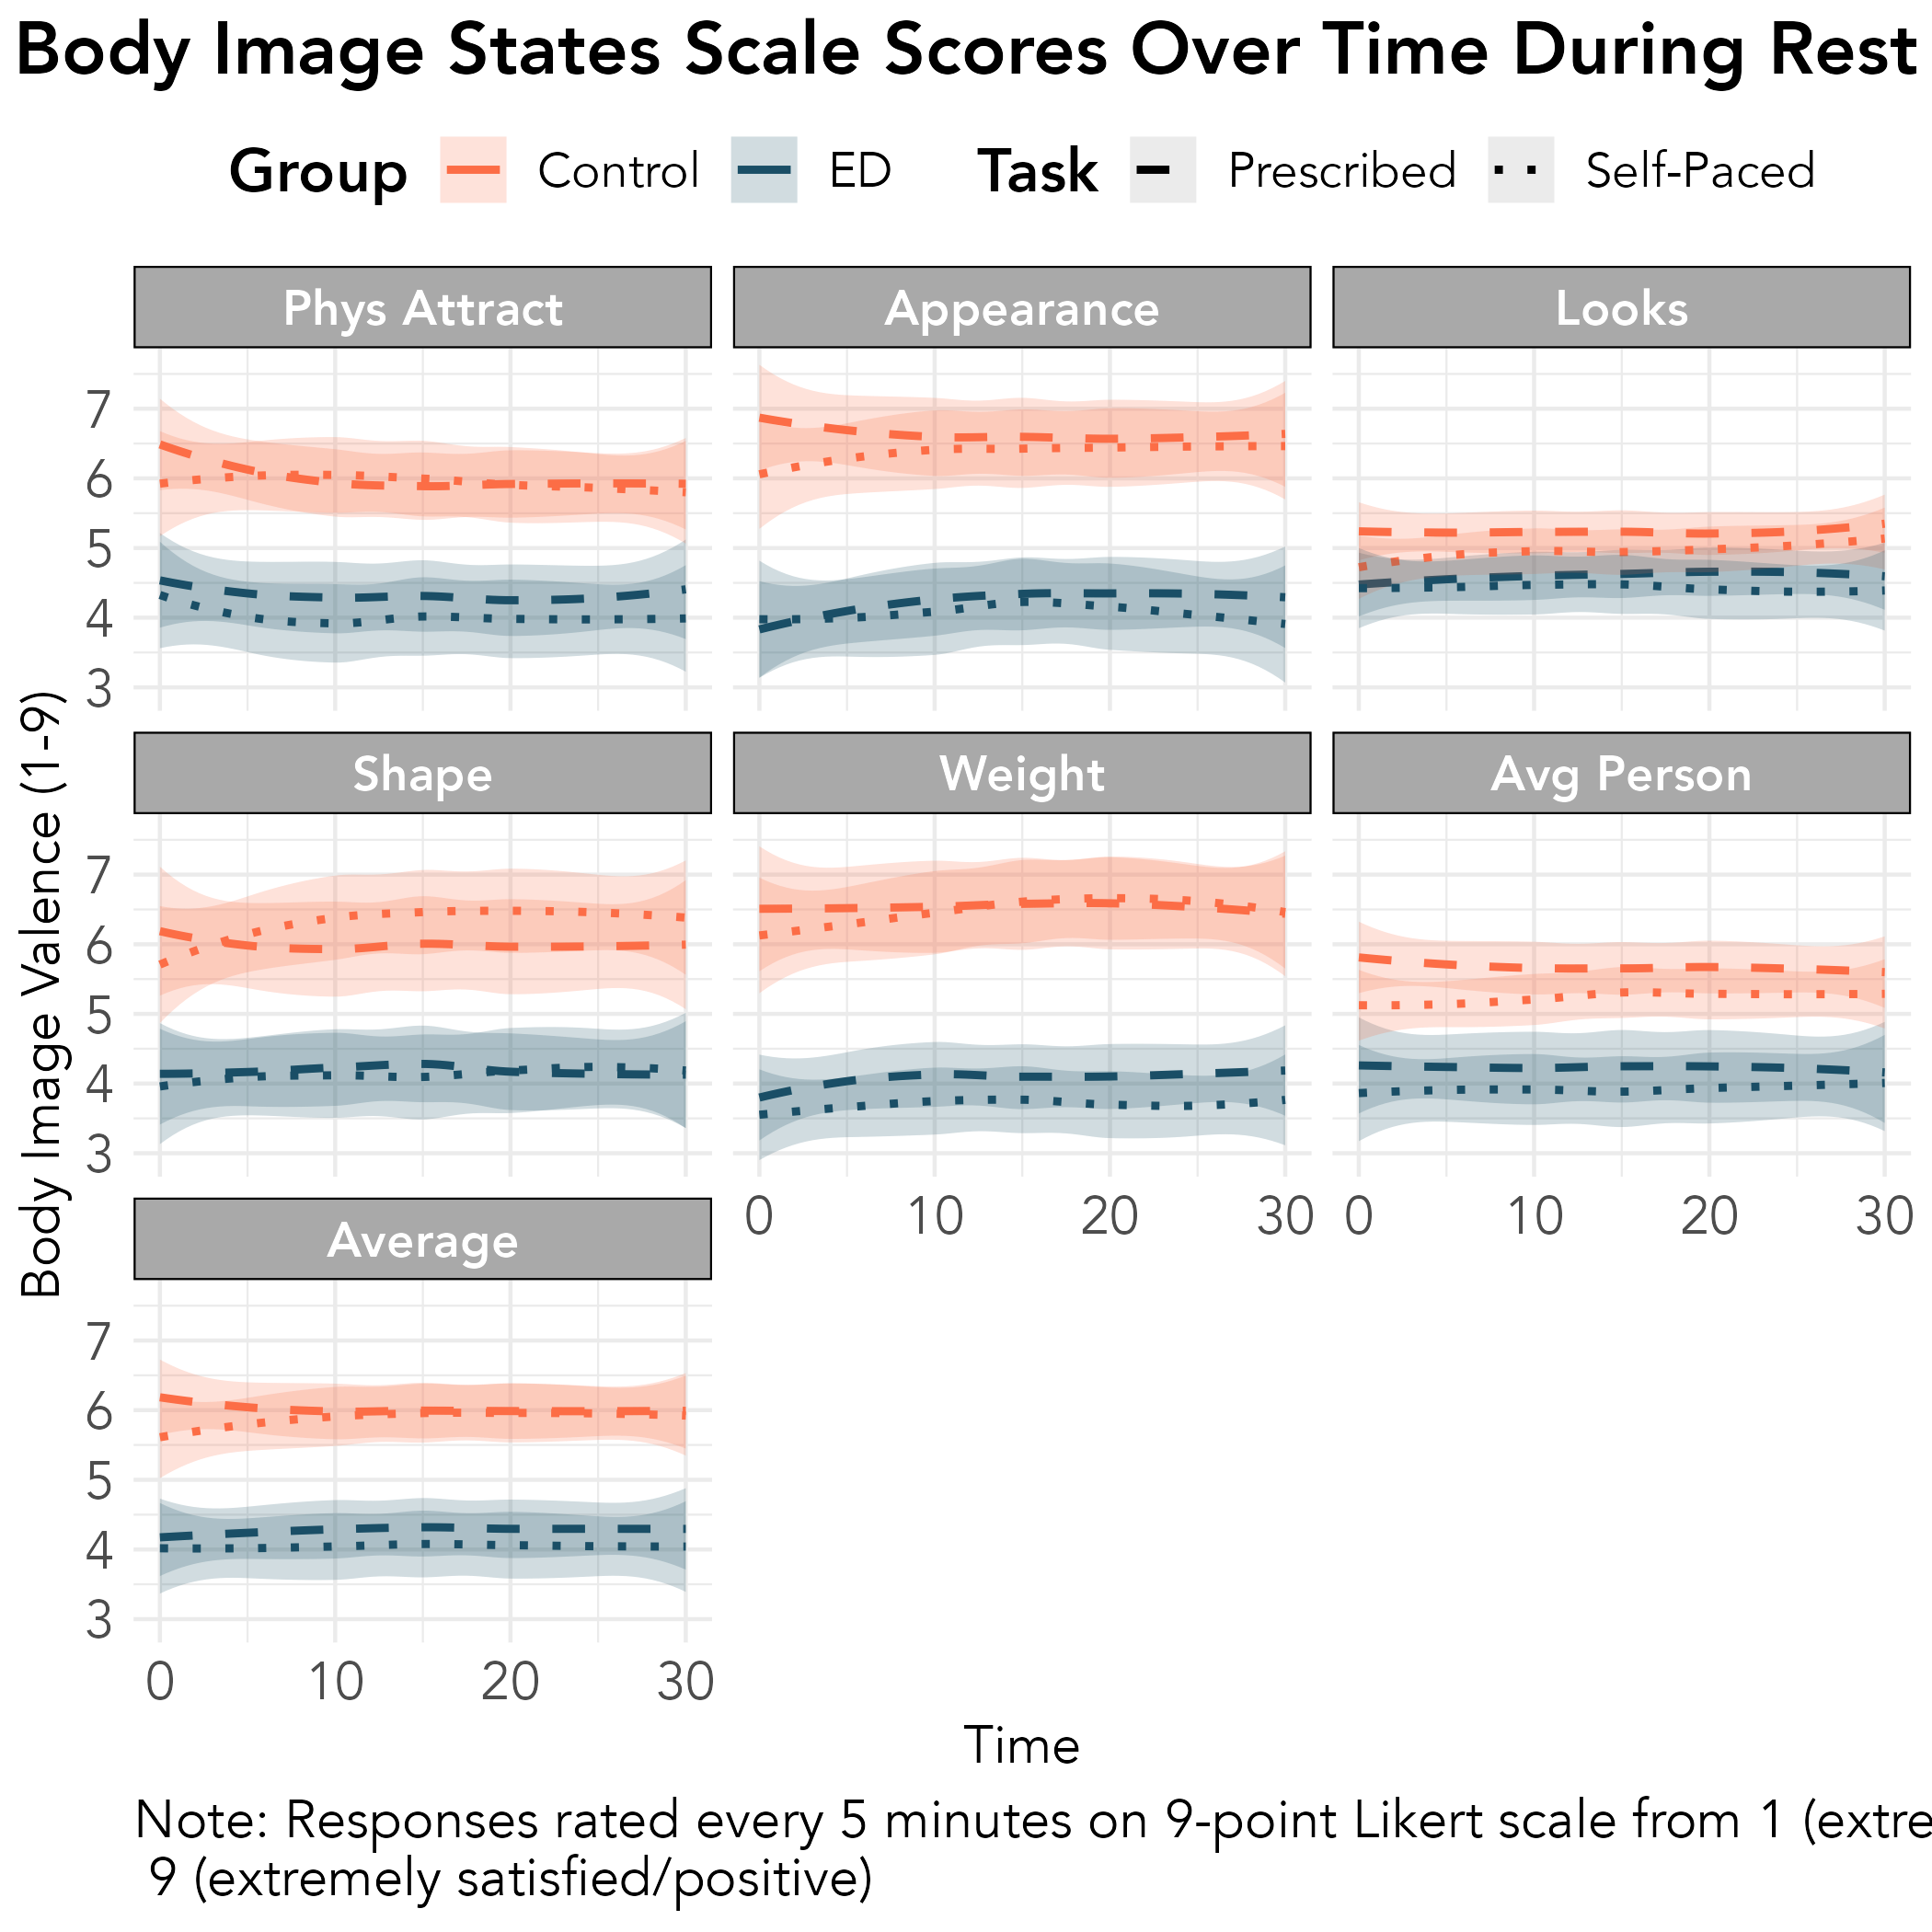 Body Image States Scale Scores Over Time During Rest
Group Control ED Task Prescribed Self-Paced
Phys Attract Appearance Looks
7
6
5
4
3
Shape Weight Avg Person
7
6
5
4
3
0 10 20 30 0 10 20 30
Average
7
6
5
4
3
0 10 20 30
Body Image Valence (1-9)
Time
Note: Responses rated every 5 minutes on 9-point Likert scale from 1 (extre
9 (extremely satisfied/positive)